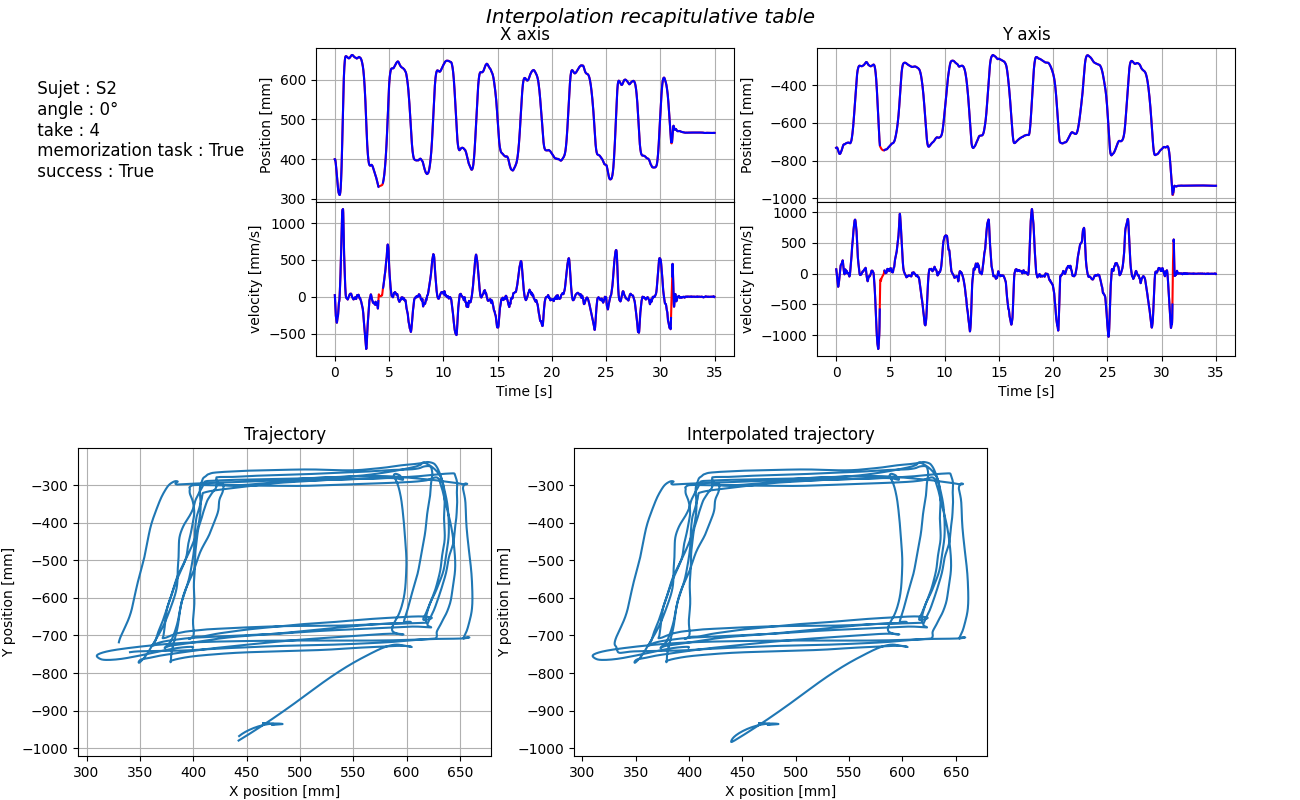 Interpolation recapitulative table
X axis
Y axis
Sujet : S2
angle : 0°
take : 4
memorization task : True
success : True
Position [mm]
600
500
400
300
velocity [mm/s]
1000
500
0
−500
0 5 10 15 20 25 30 35
Time [s]
Position [mm]
−400
−600
−800
−1000
velocity [mm/s]
1000
500
0
−500
−1000
0 5 10 15 20 25 30 35
Time [s]
Trajectory
Y position [mm]
−300
−400
−500
−600
−700
−800
−900
−1000
300 350 400 450 500 550 600 650
X position [mm]
Interpolated trajectory
Y position [mm]
−300
−400
−500
−600
−700
−800
−900
−1000
300 350 400 450 500 550 600 650
X position [mm]